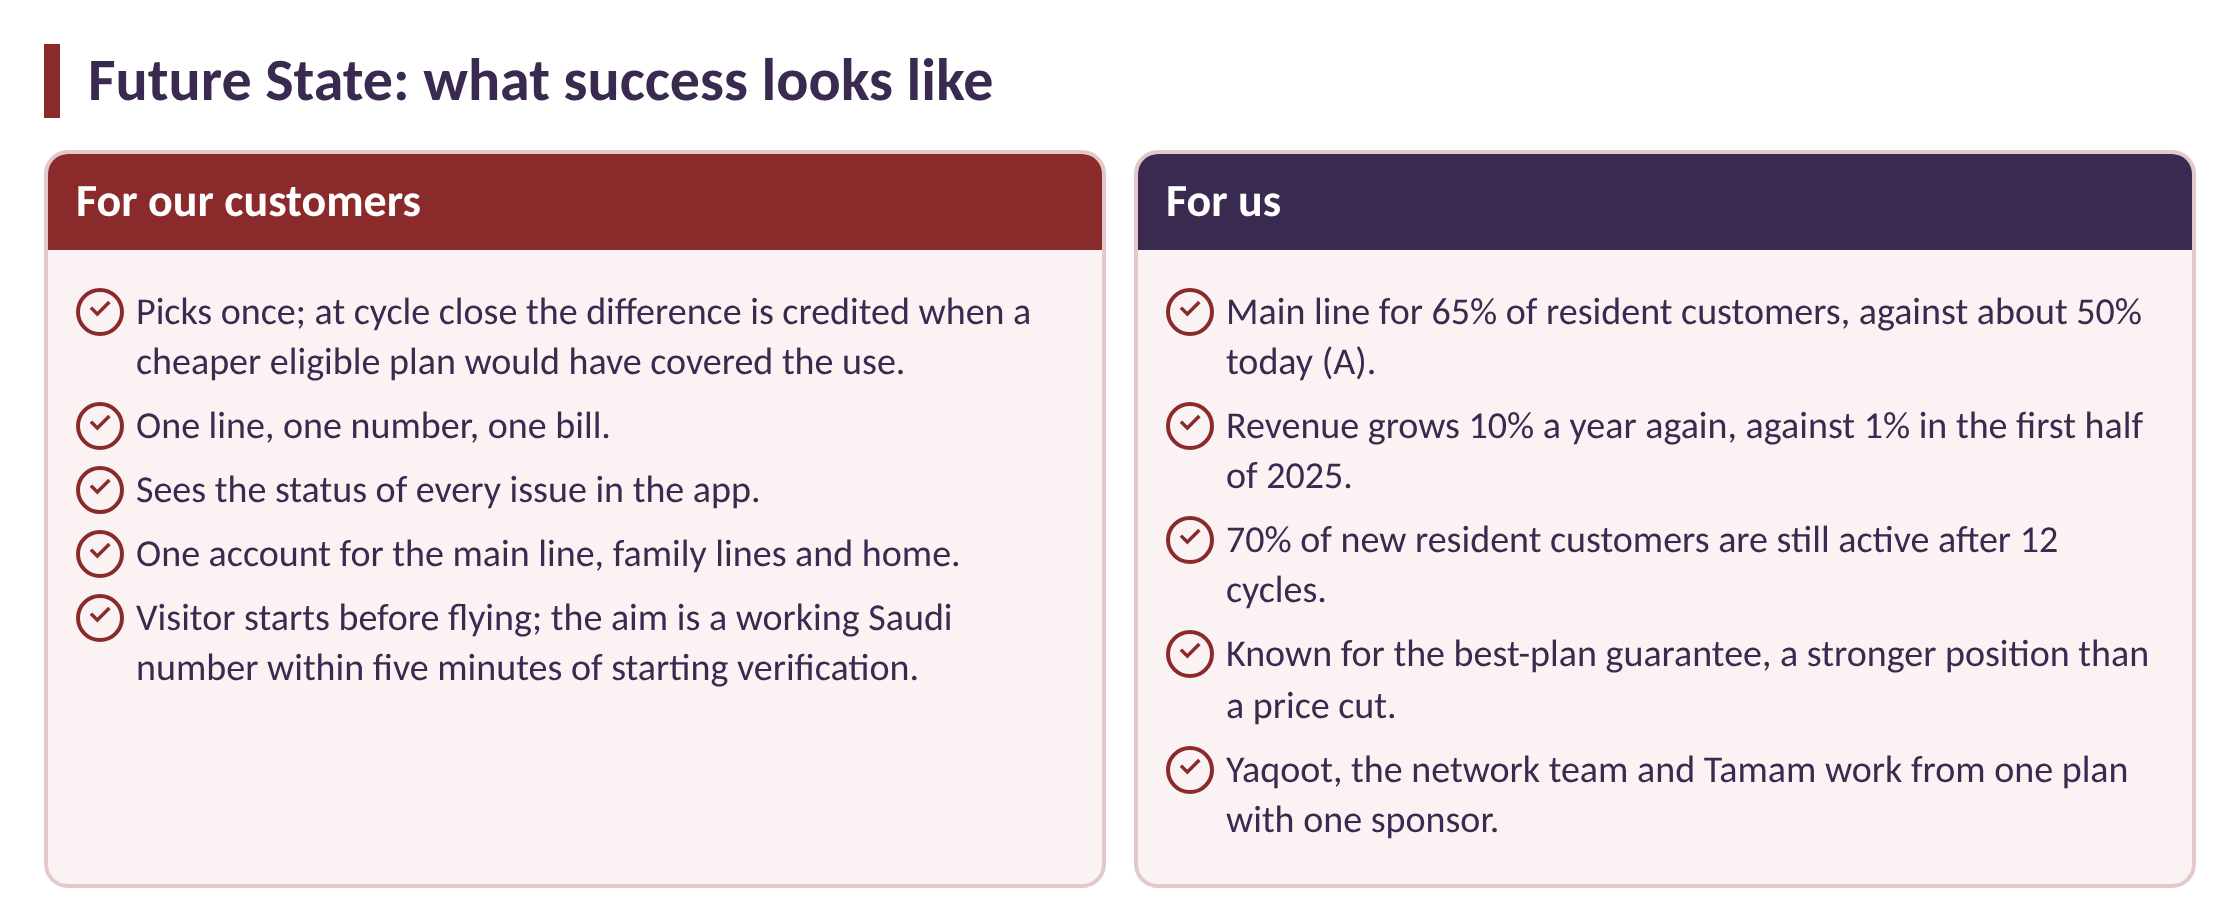 Future State: what success looks like
For our customers
Picks once; at cycle close the difference is credited when a
cheaper eligible plan would have covered the use.
One line, one number, one bill.
Sees the status of every issue in the app.
One account for the main line, family lines and home.
Visitor starts before flying; the aim is a working Saudi
number within five minutes of starting verification.
For us
Main line for 65% of resident customers, against about 50%
today (A).
Revenue grows 10% a year again, against 1% in the first half
of 2025.
70% of new resident customers are still active after 12
cycles.
Known for the best-plan guarantee, a stronger position than
a price cut.
Yaqoot, the network team and Tamam work from one plan
with one sponsor.